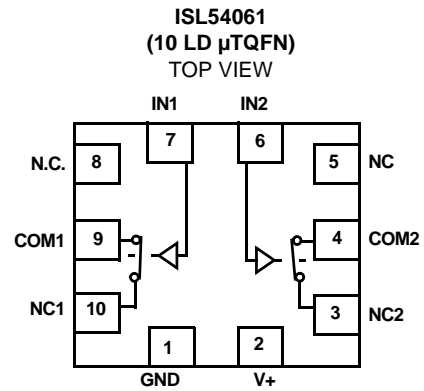 ISL54061
(10 LD µTQFN)
TOP VIEW
IN1 IN2
7 6
N.C. 8 5 NC
COM1 9 4 COM2
NC1 10 3 NC2
1 2
GND V+